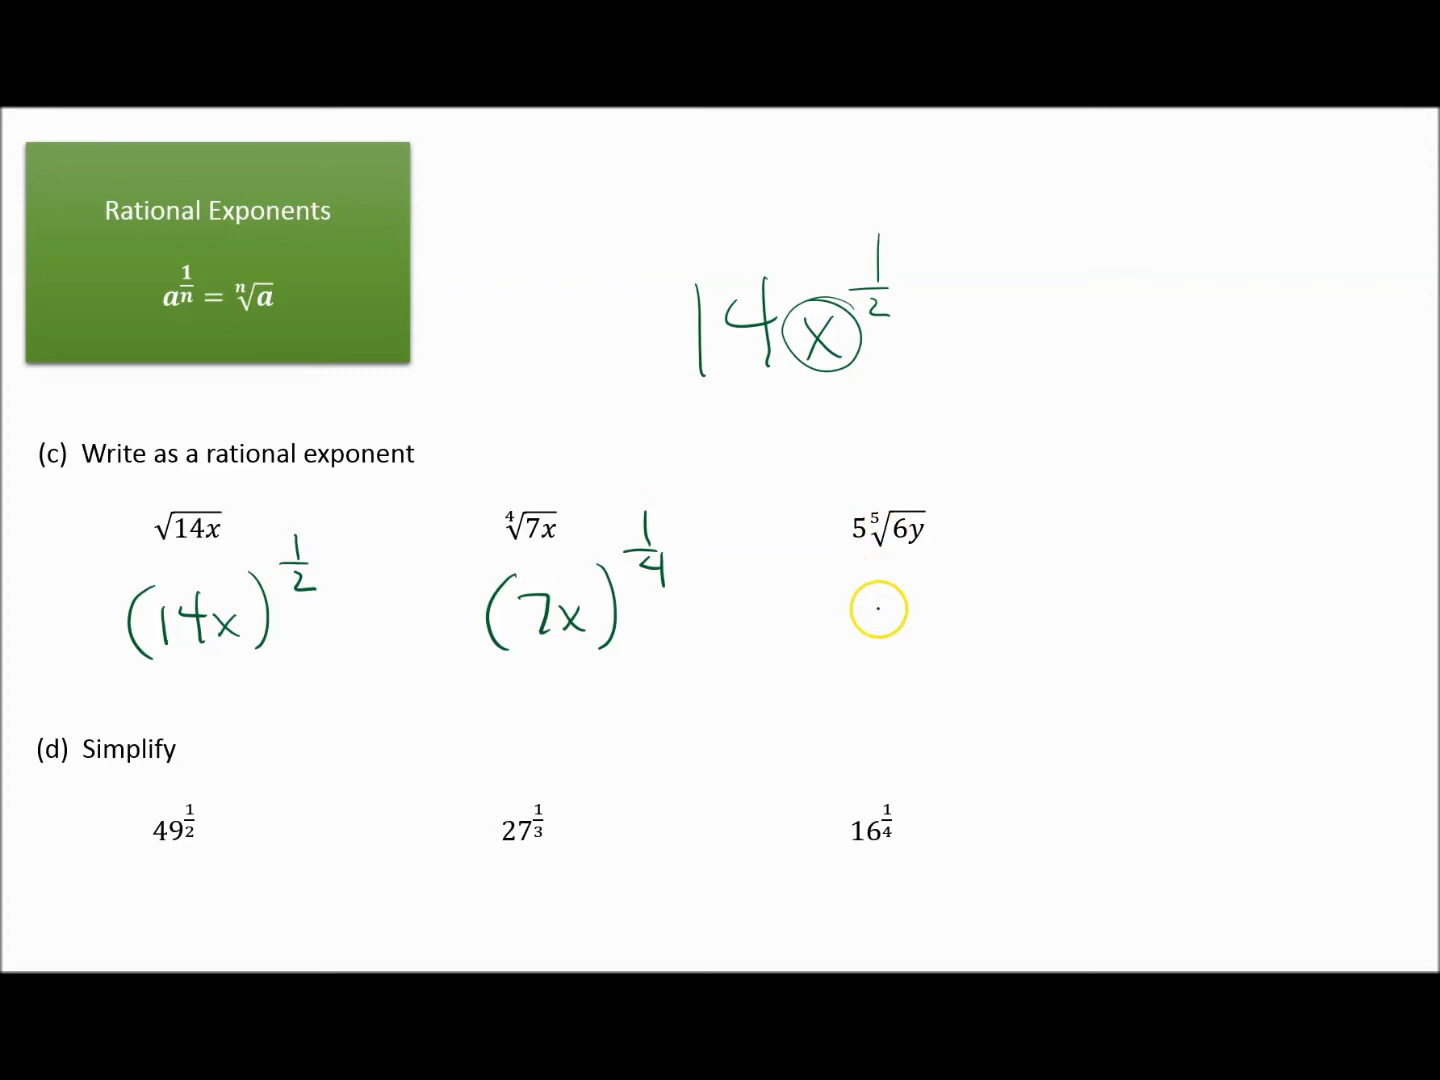 Rational Exponents
a^(1/n) = ⁿ√a
14x^(1/2)
(c) Write as a rational exponent
√14x ⁴√7x 5⁵√6y
(14x)^(1/2) (7x)^(1/4)
(d) Simplify
49^(1/2) 27^(1/3) 16^(1/4)